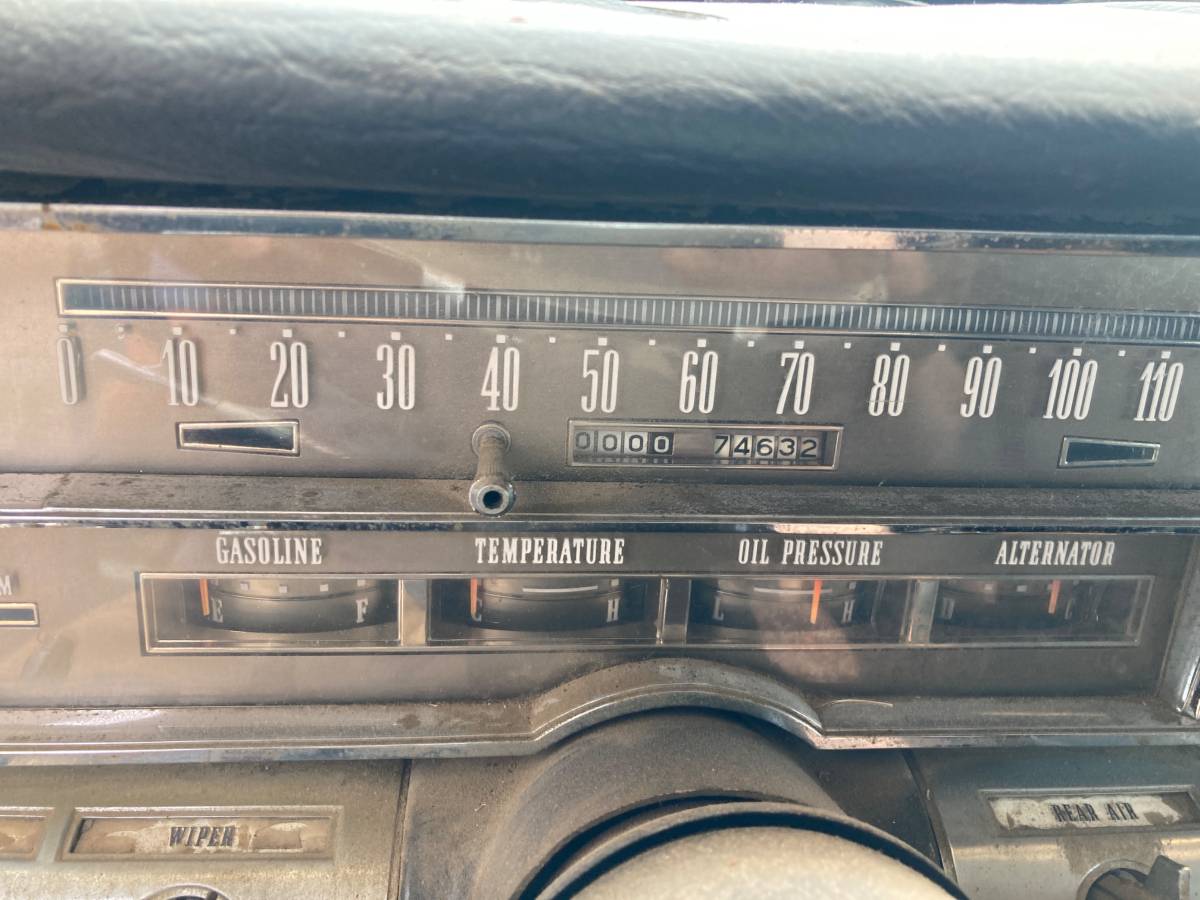 0 10 20 30 40 50 60 70 80 90 100 110
0000 74632
GASOLINE TEMPERATURE OIL PRESSURE ALTERNATOR
M
E F C H L H D C
WIPER REAR AIR